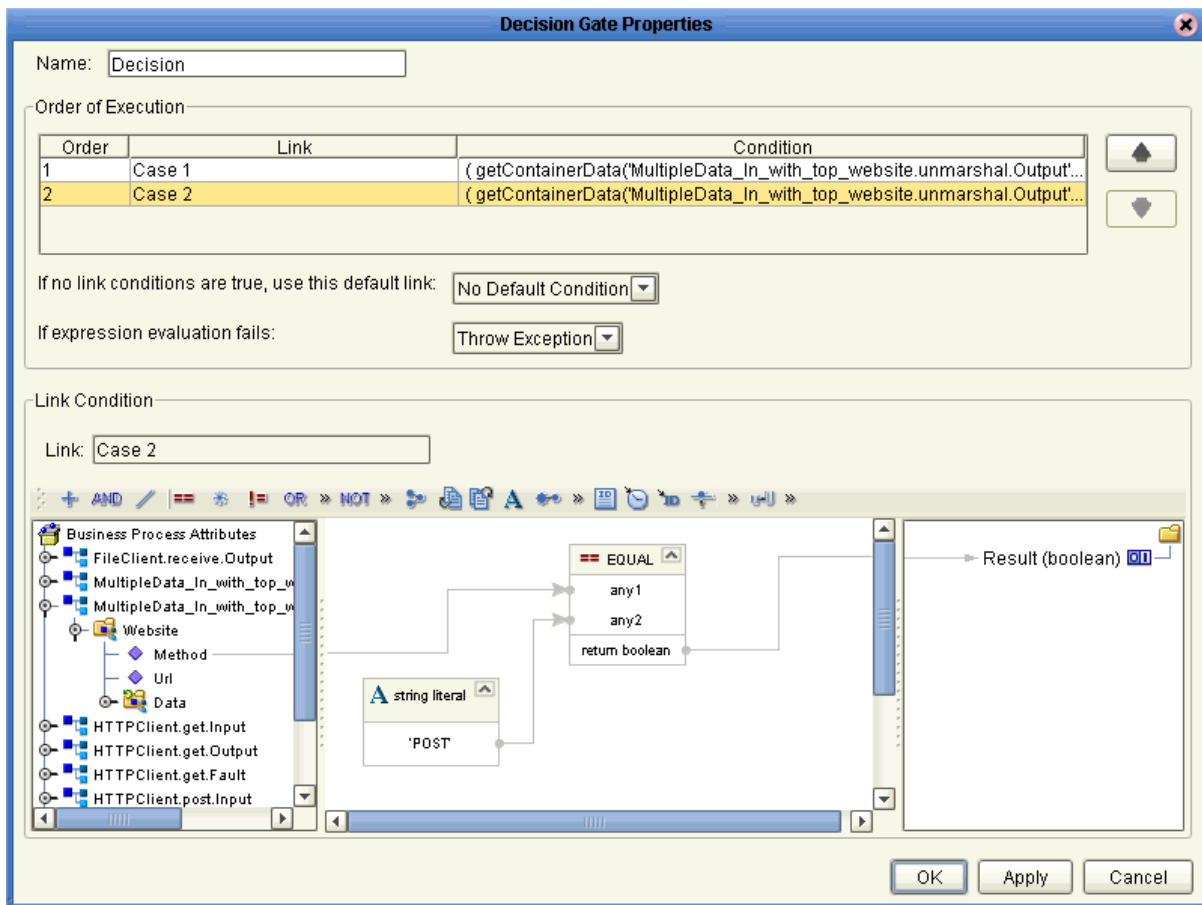 Decision Gate Properties
Name: Decision
Order of Execution
Order Link Condition
1 Case 1 ( getContainerData('MultipleData_In_with_top_website.unmarshal.Output'...
2 Case 2 ( getContainerData('MultipleData_In_with_top_website.unmarshal.Output'...
If no link conditions are true, use this default link: No Default Condition
If expression evaluation fails: Throw Exception
Link Condition
Link: Case 2
AND == != OR » NOT » A » ID ID » »
Business Process Attributes
FileClient.receive.Output
MultipleData_In_with_top_w
MultipleData_In_with_top_w
Website
Method
Url
Data
HTTPClient.get.Input
HTTPClient.get.Output
HTTPClient.get.Fault
HTTPClient.post.Input
== EQUAL
any1
any2
return boolean
A string literal
'POST'
Result (boolean)
OK Apply Cancel